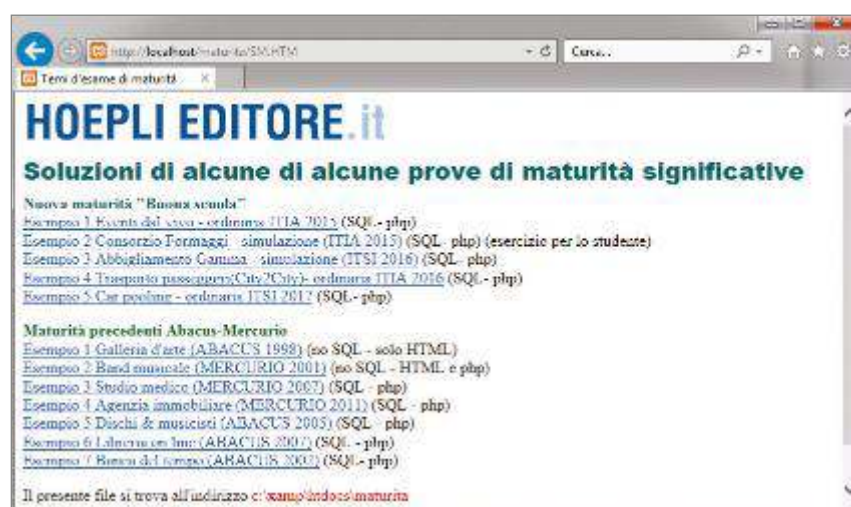 http://localhost/maturita/SM.HTM
Cerca...
Temi d'esame di maturità
HOEPLI EDITORE.it
Soluzioni di alcune di alcune prove di maturità significative
Nuova maturità "Buona scuola"
Esempio 1 Eventi dal vivo - ordinaria ITIA 2015 (SQL - php)
Esempio 2 Consorzio Formaggi - simulazione (ITIA 2015) (SQL - php) (esercizio per lo studente)
Esempio 3 Abbigliamento Gamma - simulazione (ITSI 2016) (SQL - php)
Esempio 4 Trasporto passeggeri(City2City)- ordinaria ITIA 2016 (SQL - php)
Esempio 5 Car pooling - ordinaria ITSI 2017 (SQL - php)
Maturità precedenti Abacus-Mercurio
Esempio 1 Galleria d'arte (ABACUS 1998) (no SQL - solo HTML)
Esempio 2 Band musicale (MERCURIO 2001) (no SQL - HTML e php)
Esempio 3 Studio medico (MERCURIO 2007) (SQL - php)
Esempio 4 Agenzia immobiliare (MERCURIO 2011) (SQL - php)
Esempio 5 Dischi & musicisti (ABACUS 2005) (SQL - php)
Esempio 6 Libreria on line (ABACUS 2007) (SQL - php)
Esempio 7 Banca del tempo (ABACUS 2002) (SQL - php)
Il presente file si trova all'indirizzo c:\xamp\htdocs\maturita